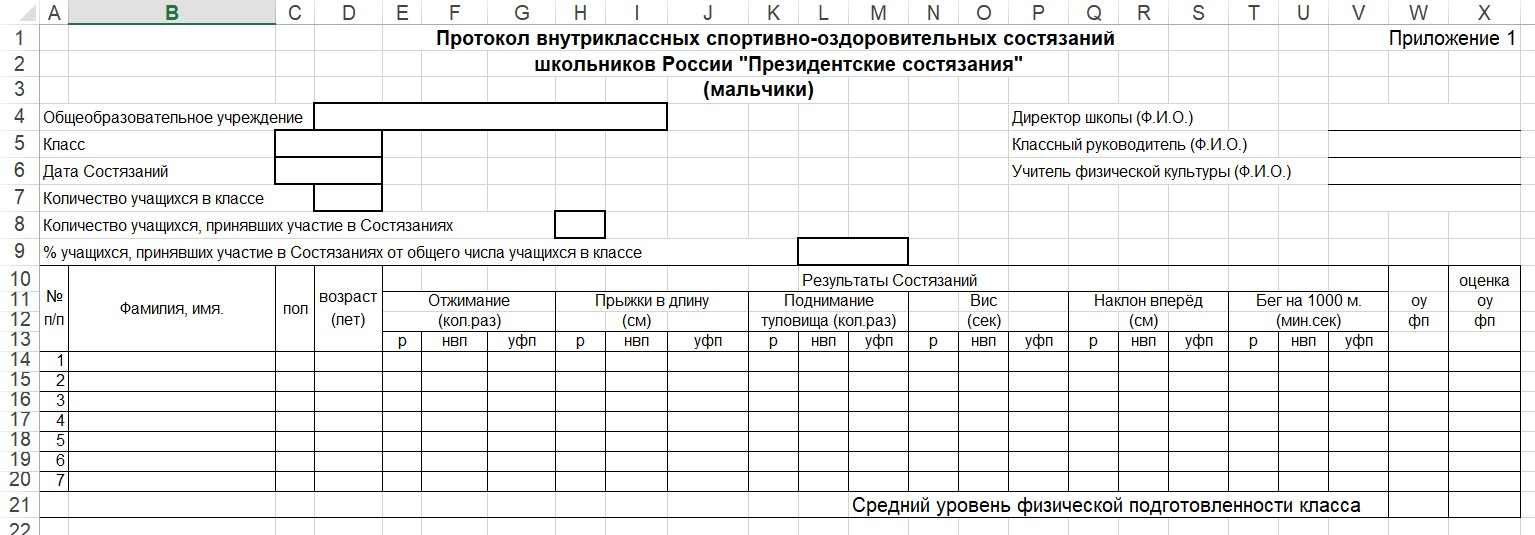 A B C D E F G H I J K L M N O P Q R S T U V W X
1 Протокол внутриклассных спортивно-оздоровительных состязаний Приложение 1
2 школьников России "Президентские состязания"
3 (мальчики)
4 Общеобразовательное учреждение Директор школы (Ф.И.О.)
5 Класс Классный руководитель (Ф.И.О.)
6 Дата Состязаний Учитель физической культуры (Ф.И.О.)
7 Количество учащихся в классе
8 Количество учащихся, принявших участие в Состязаниях
9 % учащихся, принявших участие в Состязаниях от общего числа учащихся в классе
10 № п/п Фамилия, имя. пол возраст (лет) Результаты Состязаний оценка
11 Отжимание Прыжки в длину Поднимание Вис Наклон вперёд Бег на 1000 м. оу оу
12 (кол.раз) (см) туловища (кол.раз) (сек) (см) (мин.сек) фп фп
13 р нвп уфп р нвп уфп р нвп уфп р нвп уфп р нвп уфп р нвп уфп
14 1
15 2
16 3
17 4
18 5
19 6
20 7
21 Средний уровень физической подготовленности класса
22